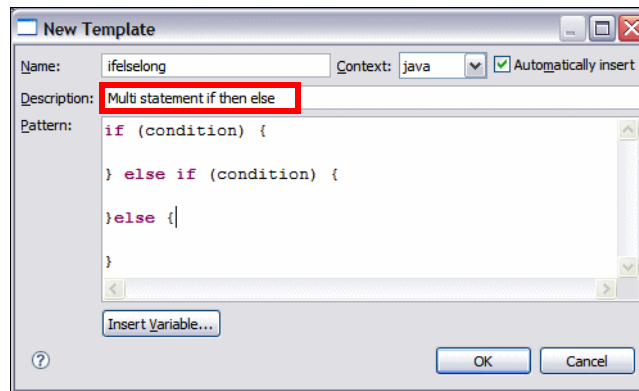 New Template
Name: ifelselong Context: java Automatically insert
Description: Multi statement if then else
Pattern: if (condition) {
} else if (condition) {
}else {
}
Insert Variable...
? OK Cancel